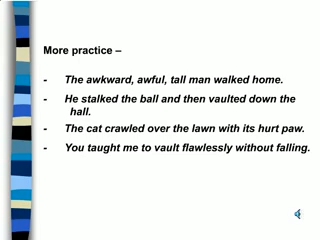 More practice –
- The awkward, awful, tall man walked home.
- He stalked the ball and then vaulted down the
hall.
- The cat crawled over the lawn with its hurt paw.
- You taught me to vault flawlessly without falling.